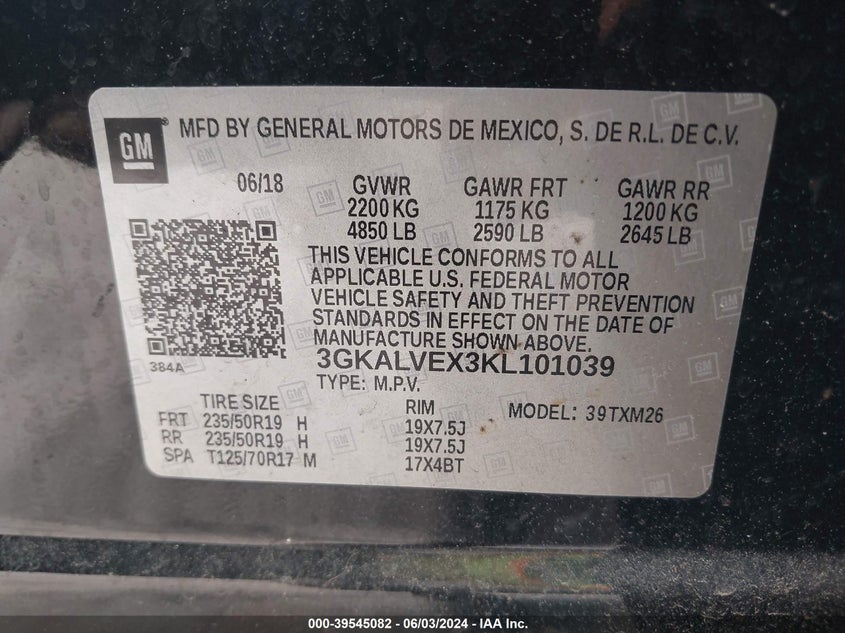 GM
® MFD BY GENERAL MOTORS DE MEXICO, S. DE R.L. DE C.V.
06/18 GVWR GAWR FRT GAWR RR
2200 KG 1175 KG 1200 KG
4850 LB 2590 LB 2645 LB
THIS VEHICLE CONFORMS TO ALL
APPLICABLE U.S. FEDERAL MOTOR
VEHICLE SAFETY AND THEFT PREVENTION
STANDARDS IN EFFECT ON THE DATE OF
MANUFACTURE SHOWN ABOVE.
384A 3GKALVEX3KL101039
TYPE: M.P.V.
TIRE SIZE RIM MODEL: 39TXM26
FRT 235/50R19 H 19X7.5J
RR 235/50R19 H 19X7.5J
SPA T125/70R17 M 17X4BT
000-39545082 - 06/03/2024 - IAAI.COM